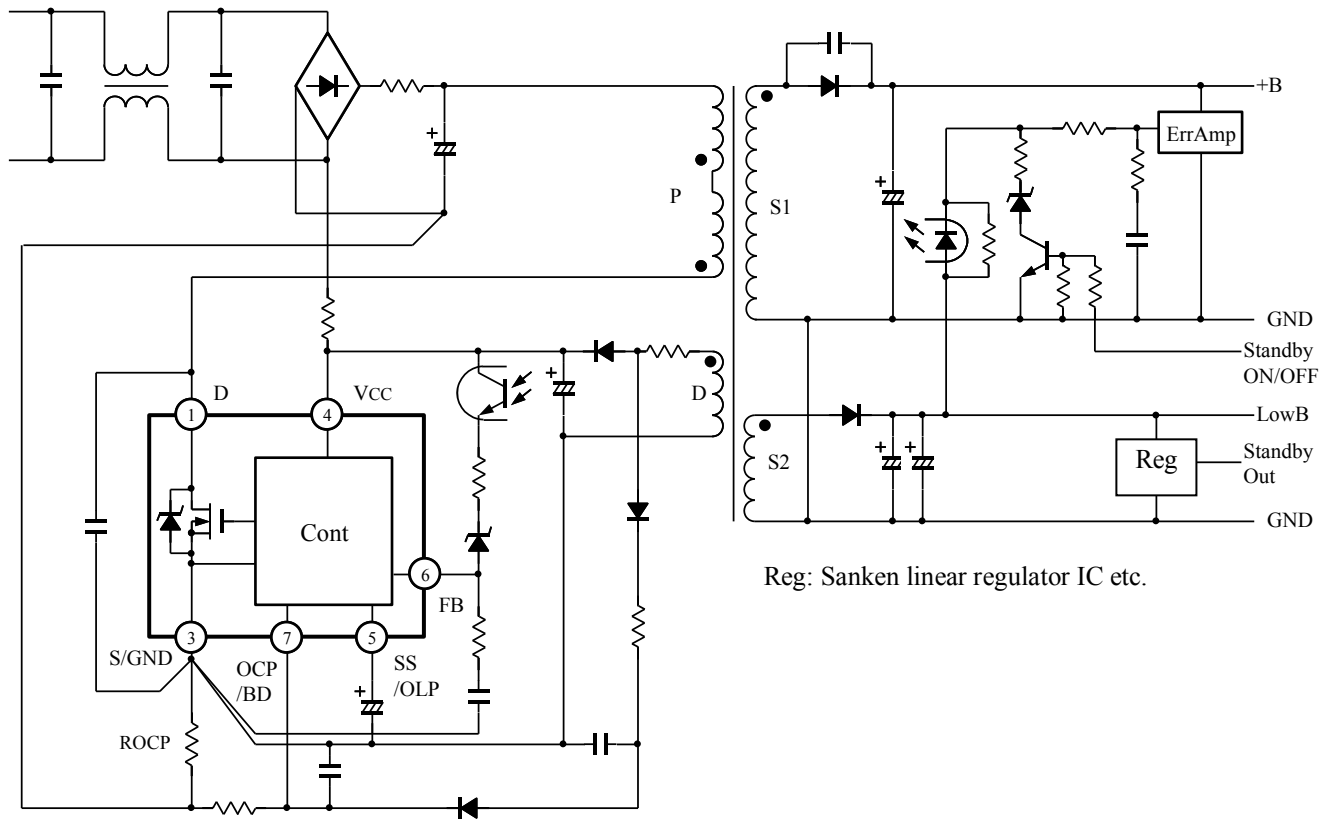 +B
ErrAmp
P
S1
GND
Standby
ON/OFF
D
VCC
D
1
4
LowB
S2
Reg
Standby
Out
Cont
GND
6
FB
Reg: Sanken linear regulator IC etc.
3
7
5
S/GND
OCP
/BD
SS
/OLP
ROCP
+
+
+
+
+
+